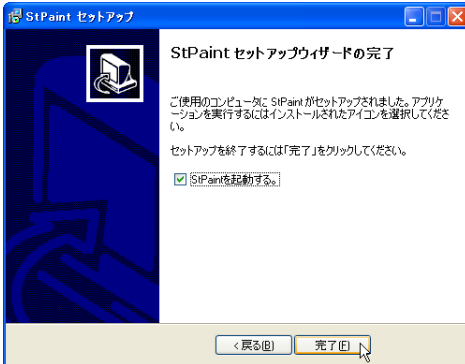 StPaint セットアップ
StPaint セットアップウィザードの完了
ご使用のコンピュータに StPaint がセットアップされました。アプリケ
ーションを実行するにはインストールされたアイコンを選択してくださ
い。
セットアップを終了するには「完了」をクリックしてください。
StPaintを起動する。
< 戻る(B)
完了(F)